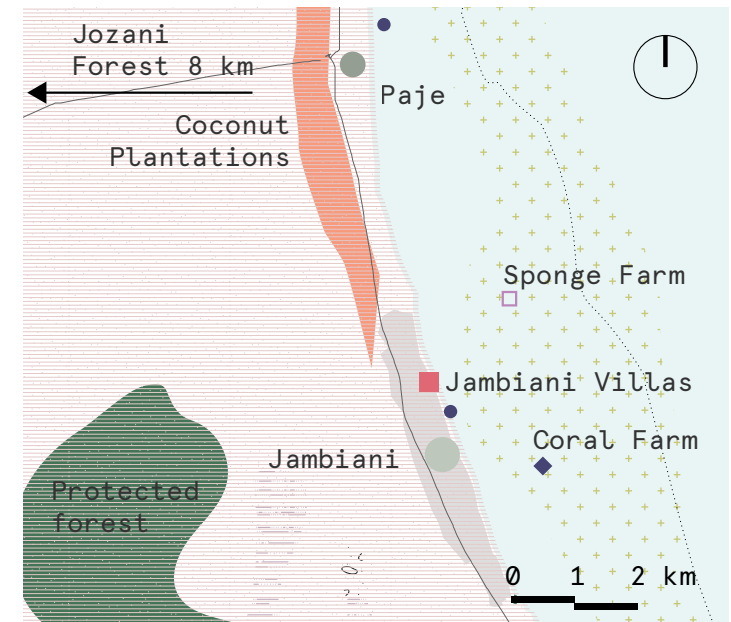 Jozani
Forest 8 km
Paje
Coconut
Plantations
Sponge Farm
Jambiani Villas
Coral Farm
Jambiani
Protected
forest
0 1 2 km